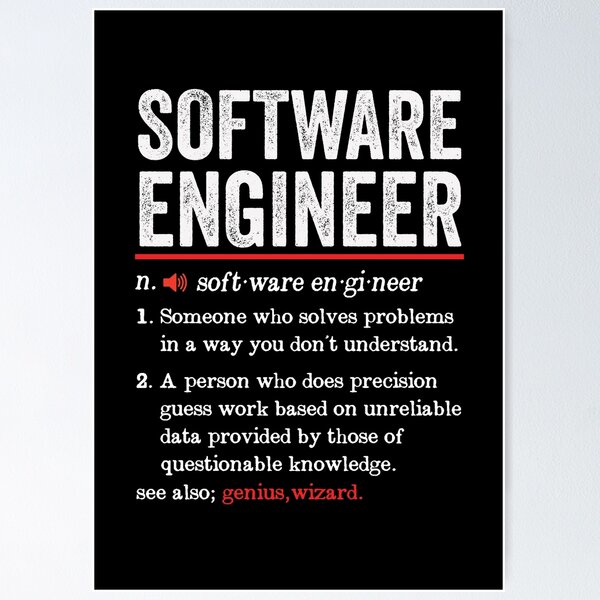 SOFTWARE
ENGINEER
n. soft·ware en·gi·neer
1. Someone who solves problems
in a way you don´t understand.
2. A person who does precision
guess work based on unreliable
data provided by those of
questionable knowledge.
see also; genius,wizard.